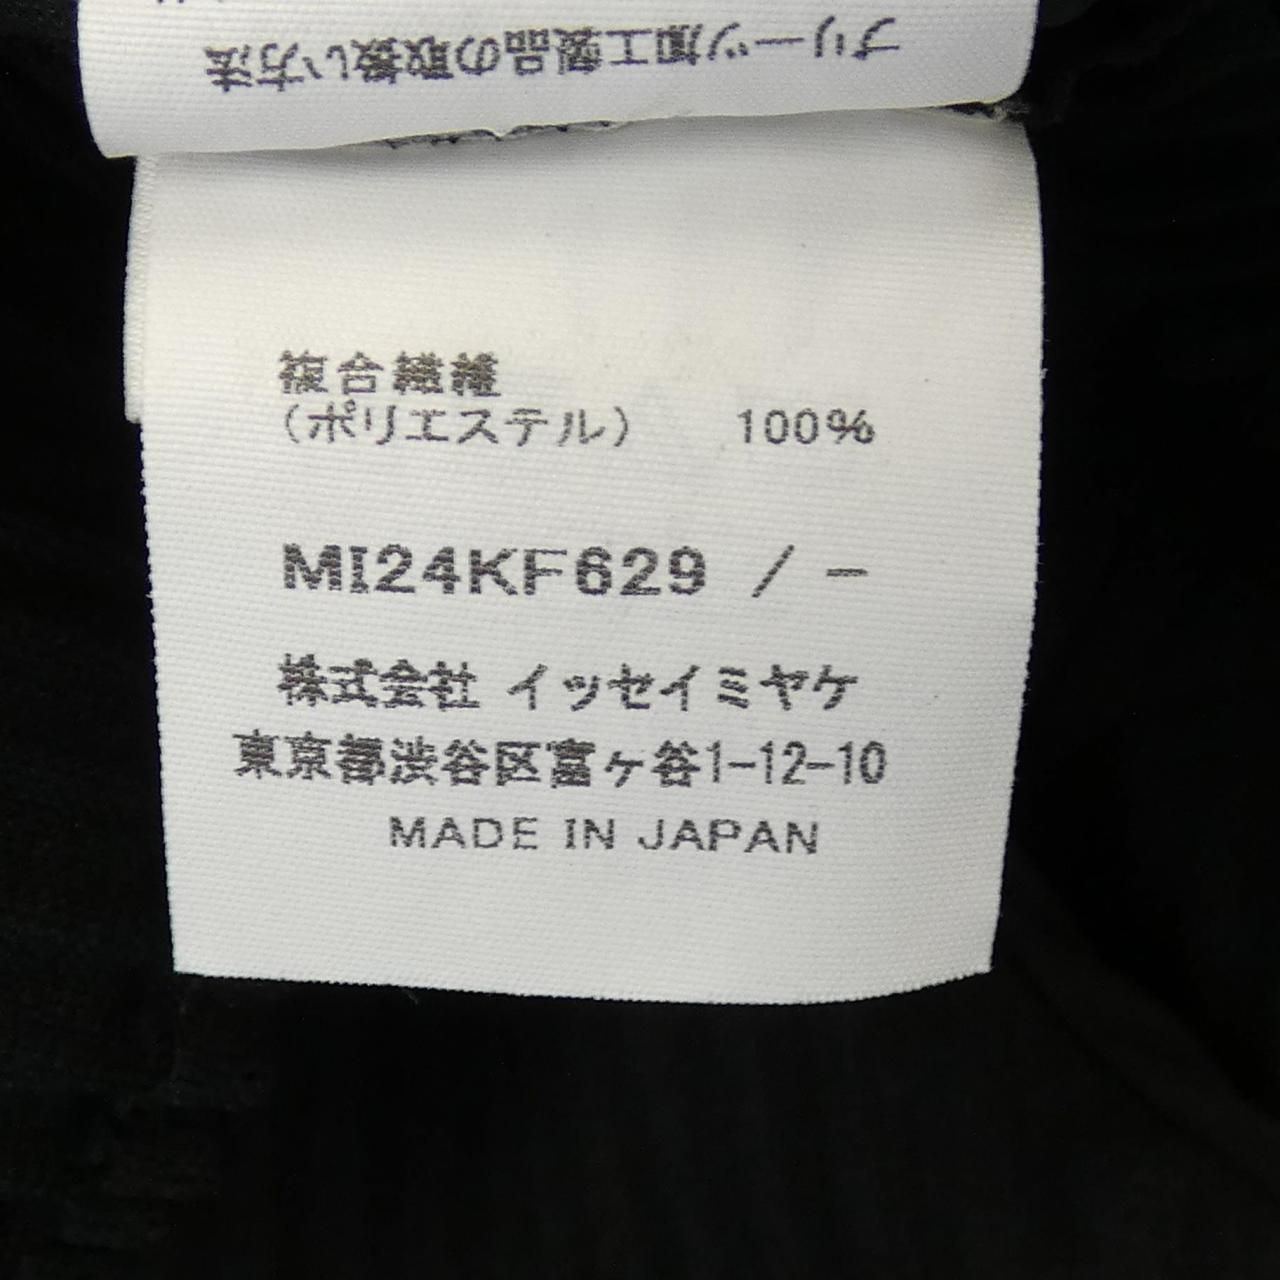 プリーツ加工製品の取扱い方法
複合繊維
(ポリエステル) 100%
MI24KF629 / -
株式会社 イッセイミヤケ
東京都渋谷区富ヶ谷1-12-10
MADE IN JAPAN